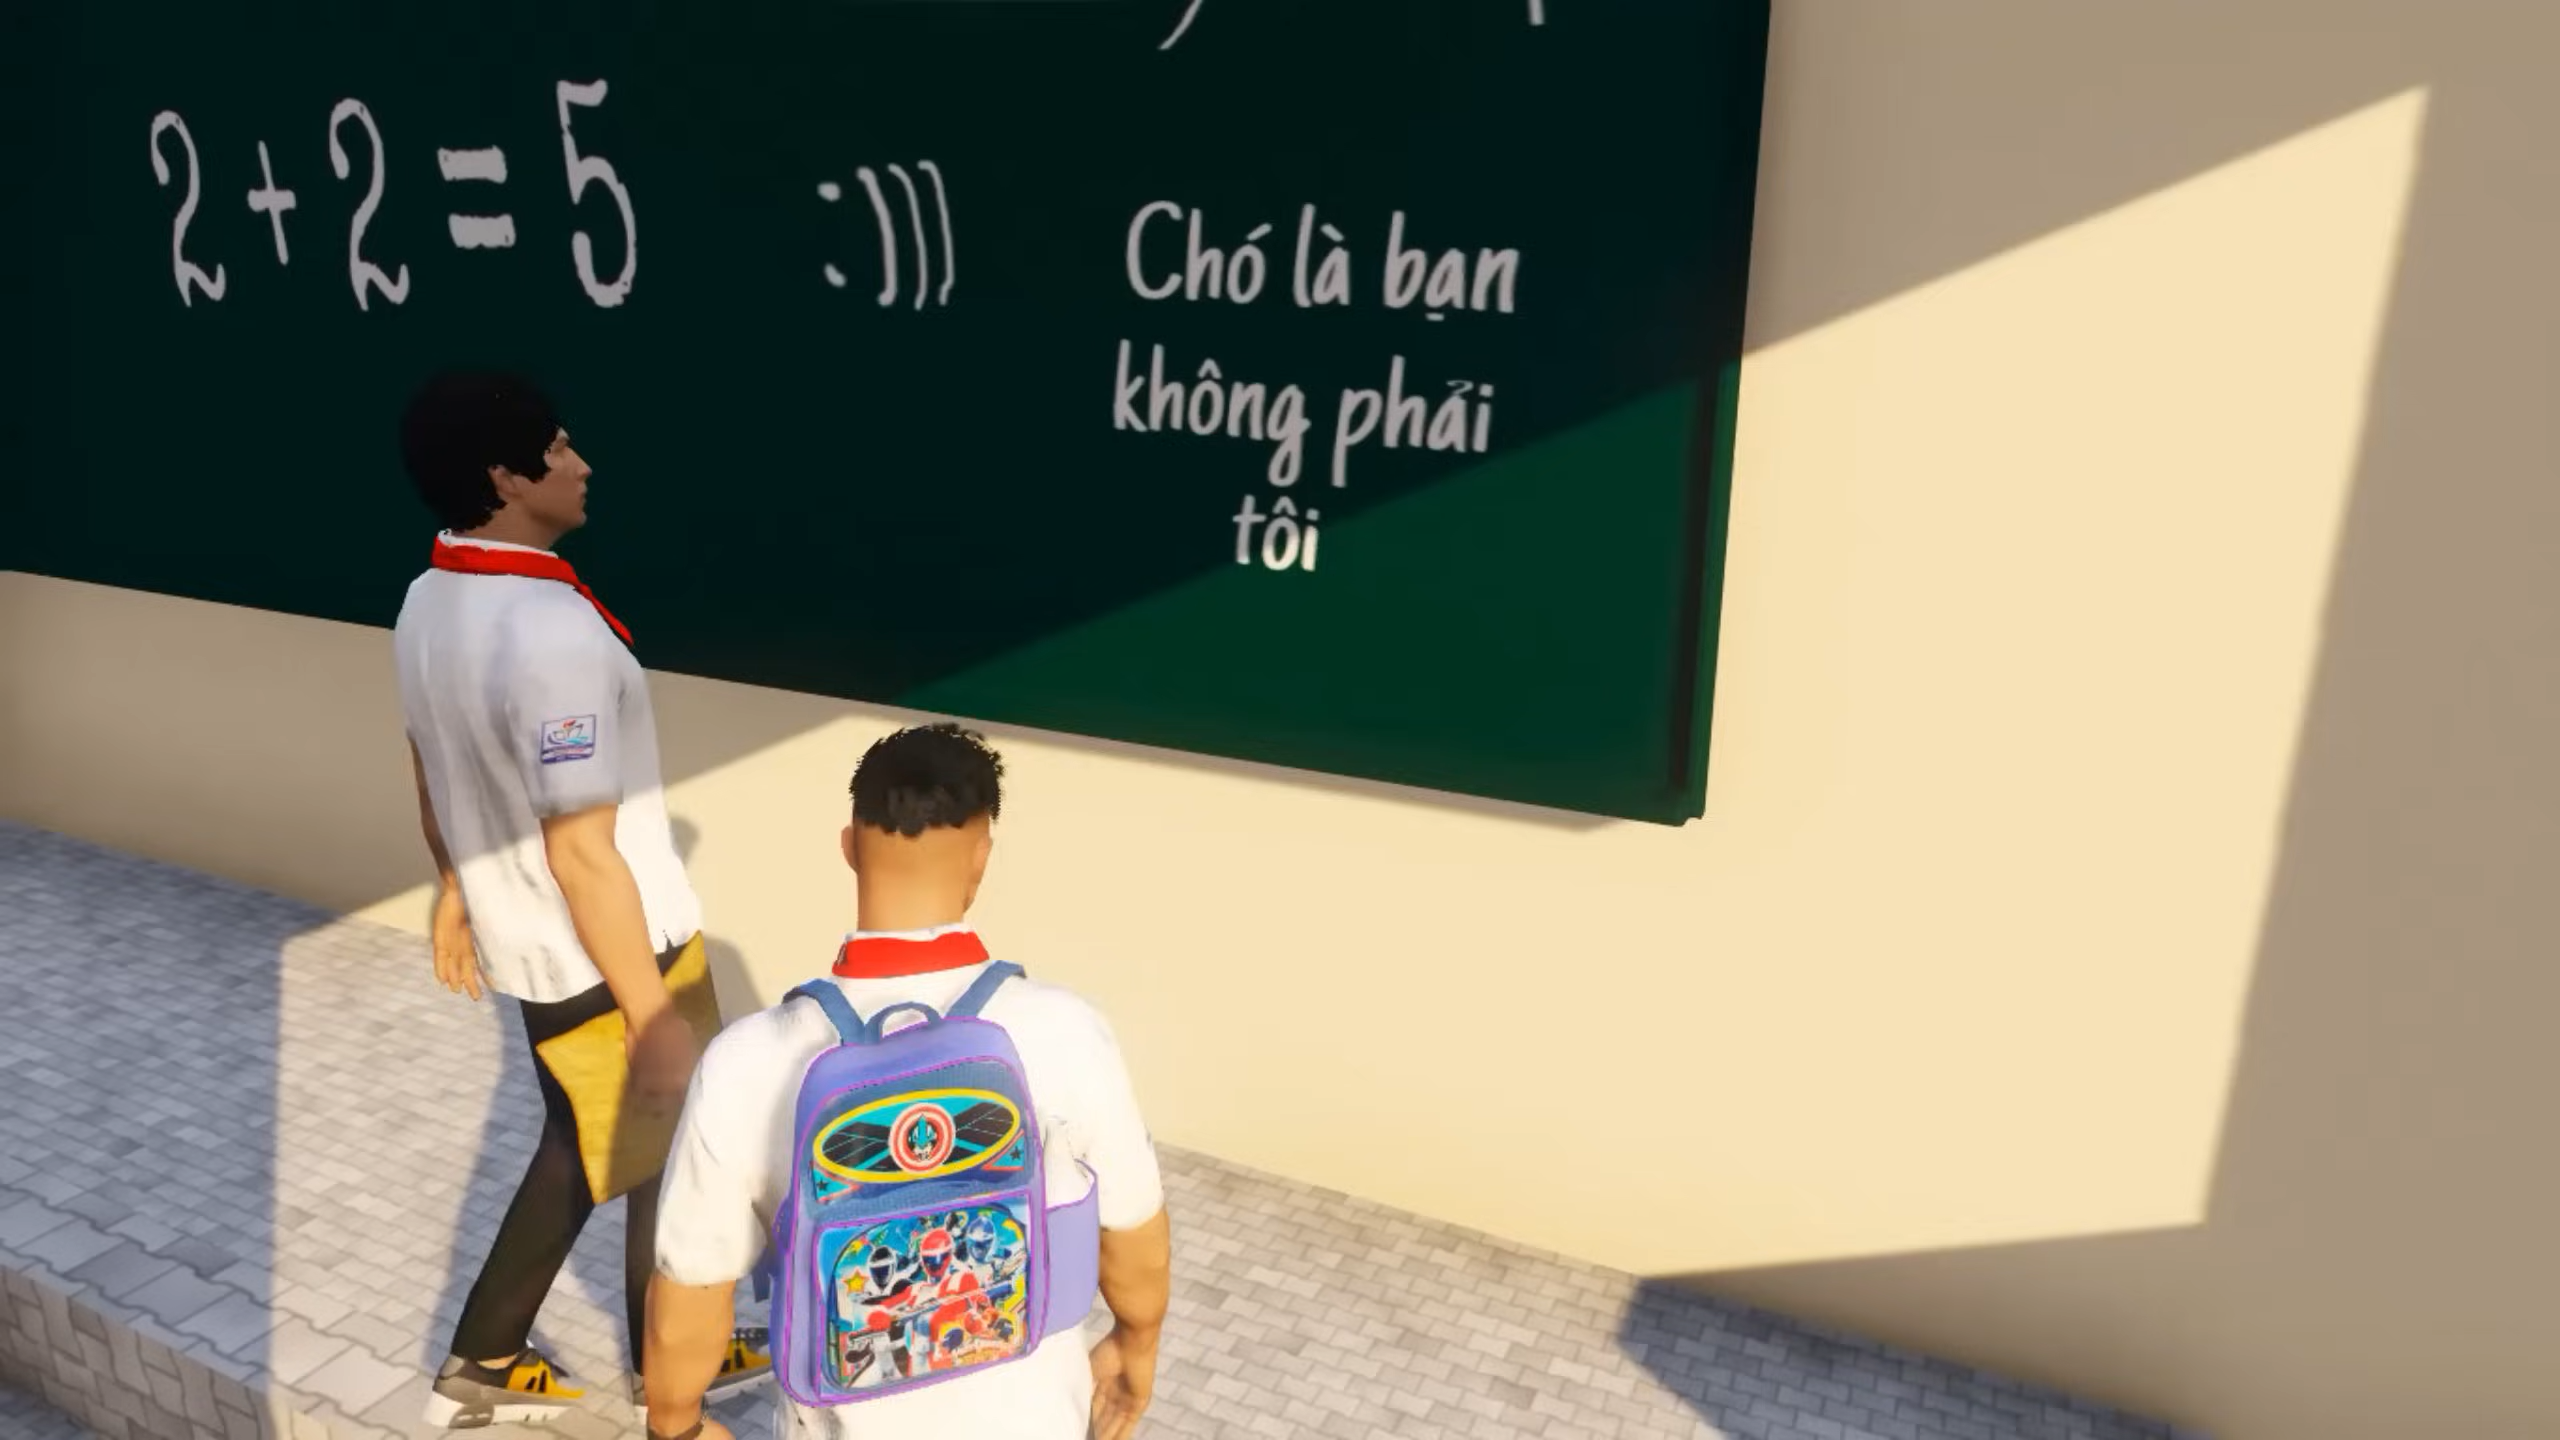 2+2=5 :)))
Chó là bạn
không phải
tôi